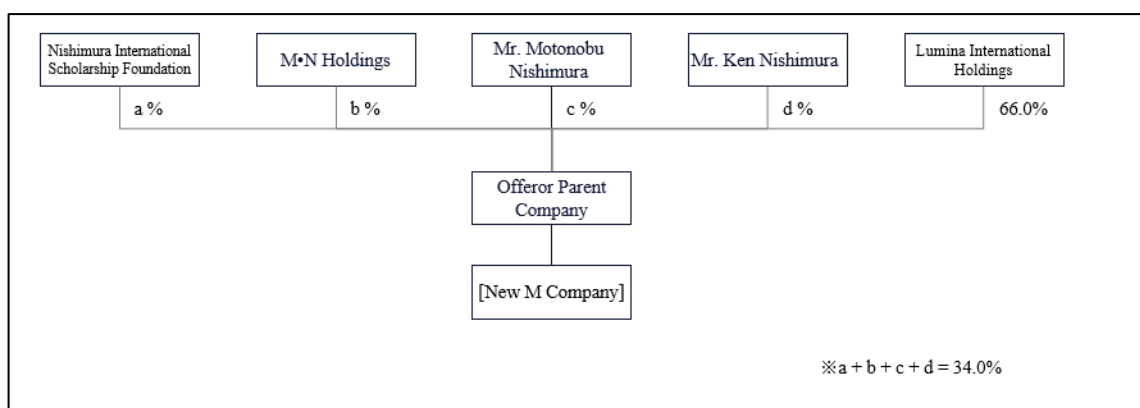 Nishimura International
Scholarship Foundation
M•N Holdings
Mr. Motonobu
Nishimura
Mr. Ken Nishimura
Lumina International
Holdings
a %
b %
c %
d %
66.0%
Offeror Parent
Company
[New M Company]
※a + b + c + d = 34.0%